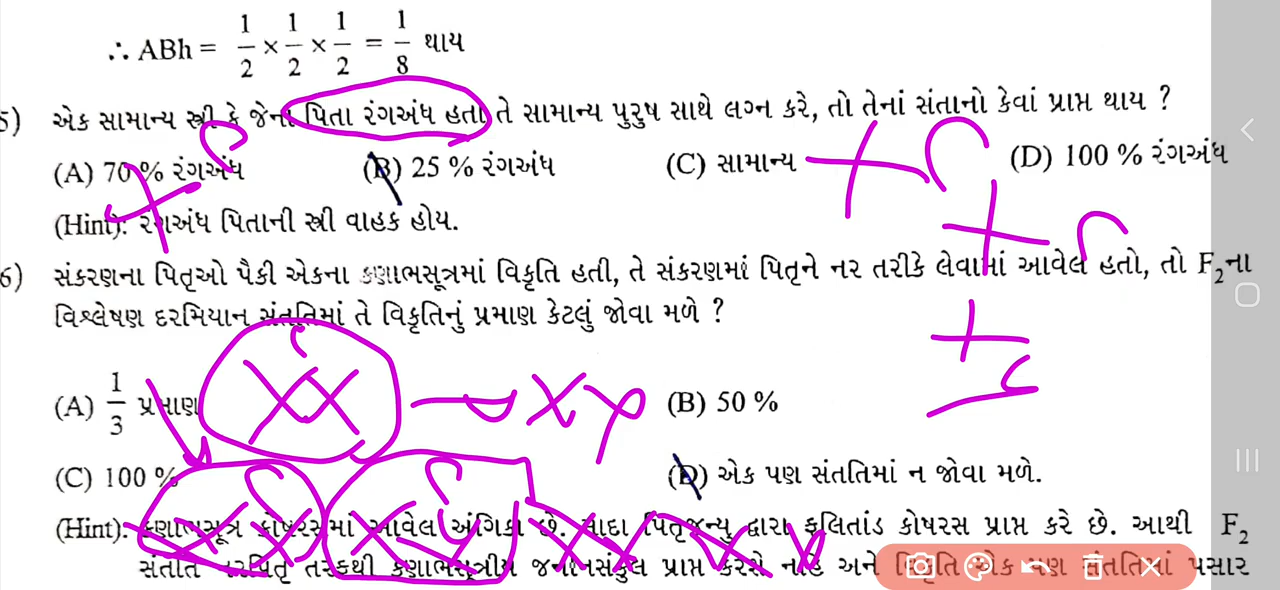 ∴ ABh = 1/2 × 1/2 × 1/2 = 1/8 થાય
5) એક સામાન્ય સ્ત્રી કે જેના પિતા રંગઅંધ હતા તે સામાન્ય પુરુષ સાથે લગ્ન કરે, તો તેનાં સંતાનો કેવાં પ્રાપ્ત થાય ?
(A) 70 % રંગઅંધ (B) 25 % રંગઅંધ (C) સામાન્ય (D) 100 % રંગઅંધ
(Hint): રંગઅંધ પિતાની સ્ત્રી વાહક હોય.
6) સંકરણના પિતૃઓ પૈકી એકના કણાભસૂત્રમાં વિકૃતિ હતી, તે સંકરણમાં પિતૃને નર તરીકે લેવામાં આવેલ હતો, તો F2ના
વિશ્લેષણ દરમિયાન સંતતિમાં તે વિકૃતિનું પ્રમાણ કેટલું જોવા મળે ?
(A) 1/3 પ્રમાણ (B) 50 %
(C) 100 % (D) એક પણ સંતતિમાં ન જોવા મળે.
(Hint): કણાભસૂત્ર કોષરસમાં આવેલ અંગિકા છે. માદા પિતૃજન્યુ દ્વારા ફલિતાંડ કોષરસ પ્રાપ્ત કરે છે. આથી F2
સંતતિ નરપિતૃ તરફથી કણાભસૂત્રીય જનીનસંકુલ પ્રાપ્ત કરશે નહિ અને વિકૃતિ એક પણ સંતતિમાં પસાર